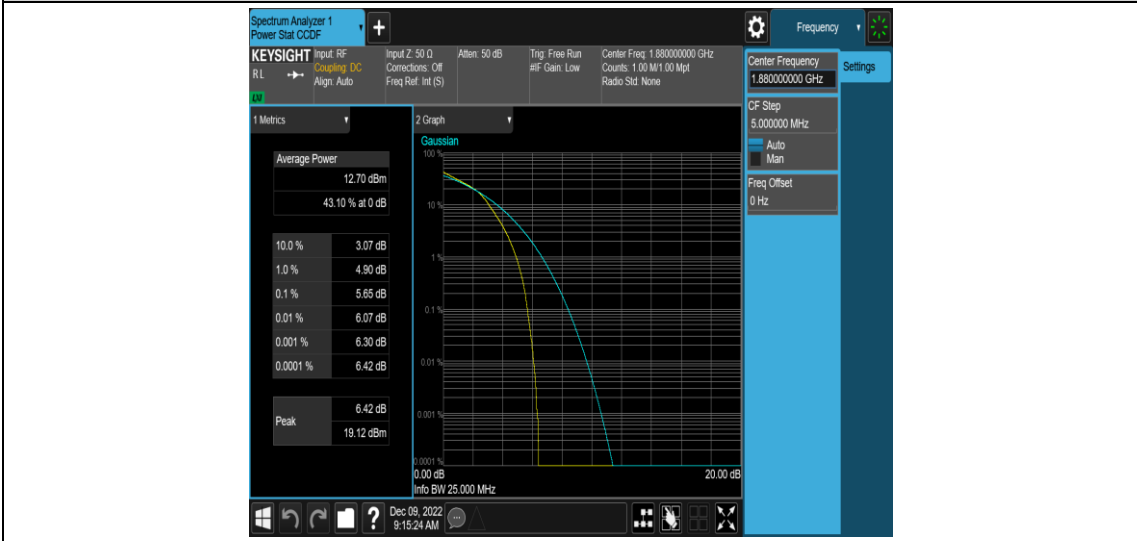 Spectrum Analyzer 1
Power Stat CCDF
+
Frequency
KEYSIGHT
RL
LXI
Input: RF
Coupling: DC
Align: Auto
Input Z: 50 Ω
Corrections: Off
Freq Ref: Int (S)
Atten: 50 dB
Trig: Free Run
#IF Gain: Low
Center Freq: 1.880000000 GHz
Counts: 1.00 M/1.00 Mpt
Radio Std: None
Center Frequency
1.880000000 GHz
Settings
CF Step
5.000000 MHz
Auto
Man
Freq Offset
0 Hz
1 Metrics
Average Power
12.70 dBm
43.10 % at 0 dB
10.0 % 3.07 dB
1.0 % 4.90 dB
0.1 % 5.65 dB
0.01 % 6.07 dB
0.001 % 6.30 dB
0.0001 % 6.42 dB
Peak 6.42 dB
19.12 dBm
2 Graph
Gaussian
100 %
10 %
1 %
0.1 %
0.01 %
0.001 %
0.0001 %
0.00 dB 20.00 dB
Info BW 25.000 MHz
?
Dec 09, 2022
9:15:24 AM